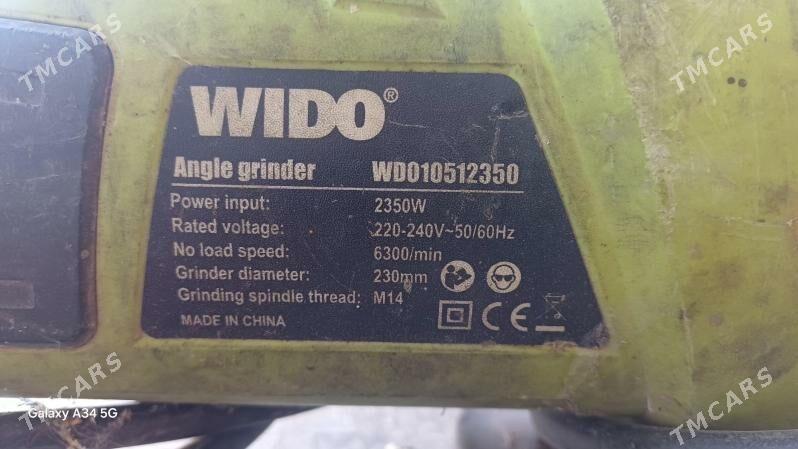 TMCARS
TMCARS
WIDO®
Angle grinder WD010512350
Power input: 2350W
Rated voltage: 220-240V~50/60Hz
No load speed: 6300/min
Grinder diameter: 230mm
Grinding spindle thread: M14
MADE IN CHINA
CE
Galaxy A34 5G
TMCARS
TMCARS